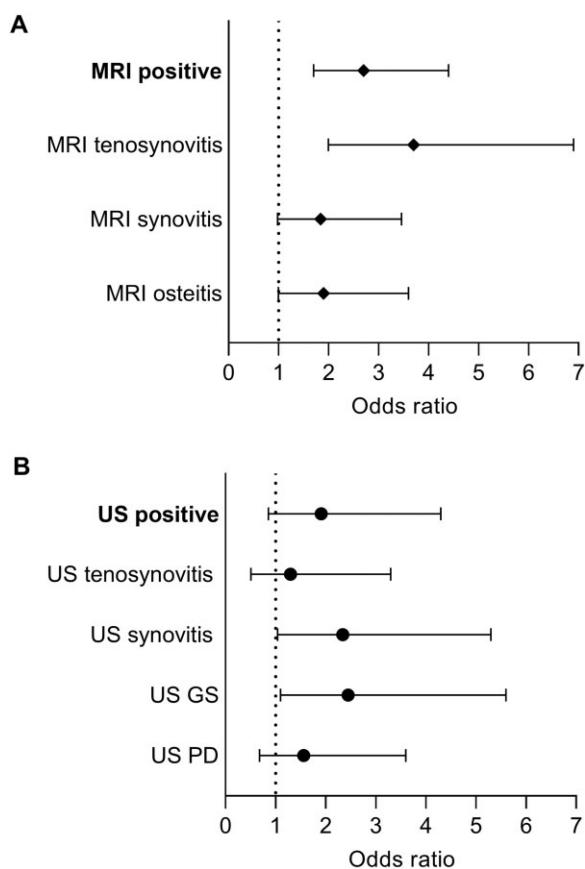 A
MRI positive
MRI tenosynovitis
MRI synovitis
MRI osteitis
0 1 2 3 4 5 6 7
Odds ratio
B
US positive
US tenosynovitis
US synovitis
US GS
US PD
0 1 2 3 4 5 6 7
Odds ratio